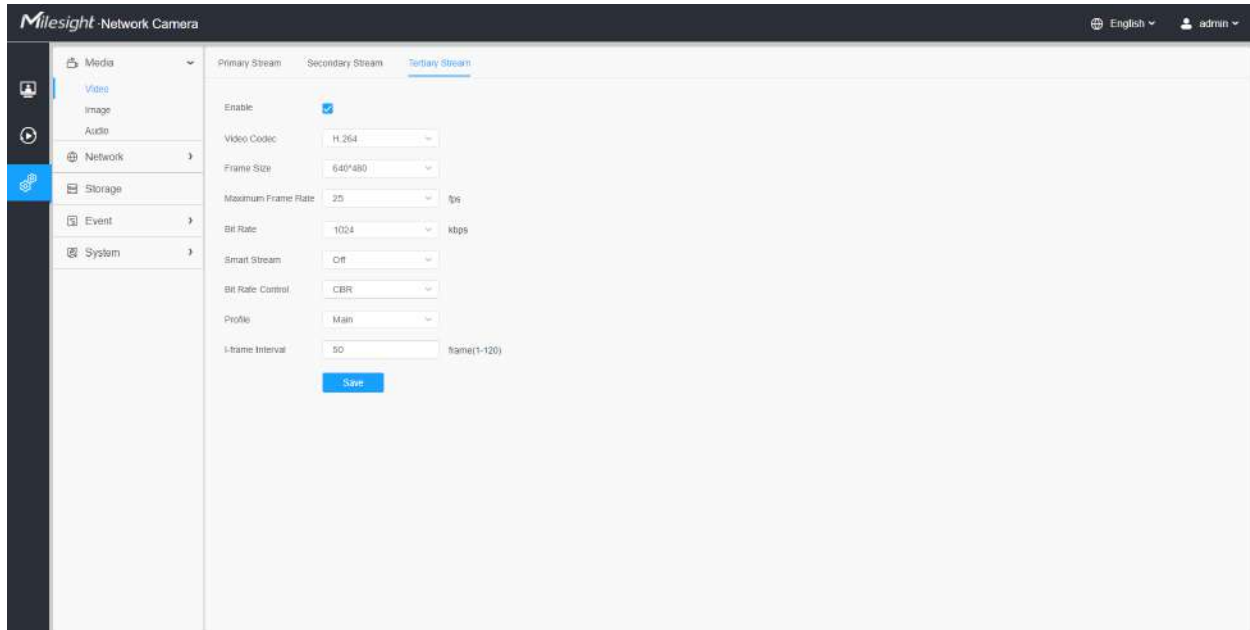 Milesight Network Camera
English
admin
Media
Video
Image
Audio
Network
Storage
Event
System
Primary Stream Secondary Stream Tertiary Stream
Enable
Video Codec H.264
Frame Size 640*480
Maximum Frame Rate 25 fps
Bit Rate 1024 kbps
Smart Stream Off
Bit Rate Control CBR
Profile Main
I-frame Interval 50 frame(1-120)
Save